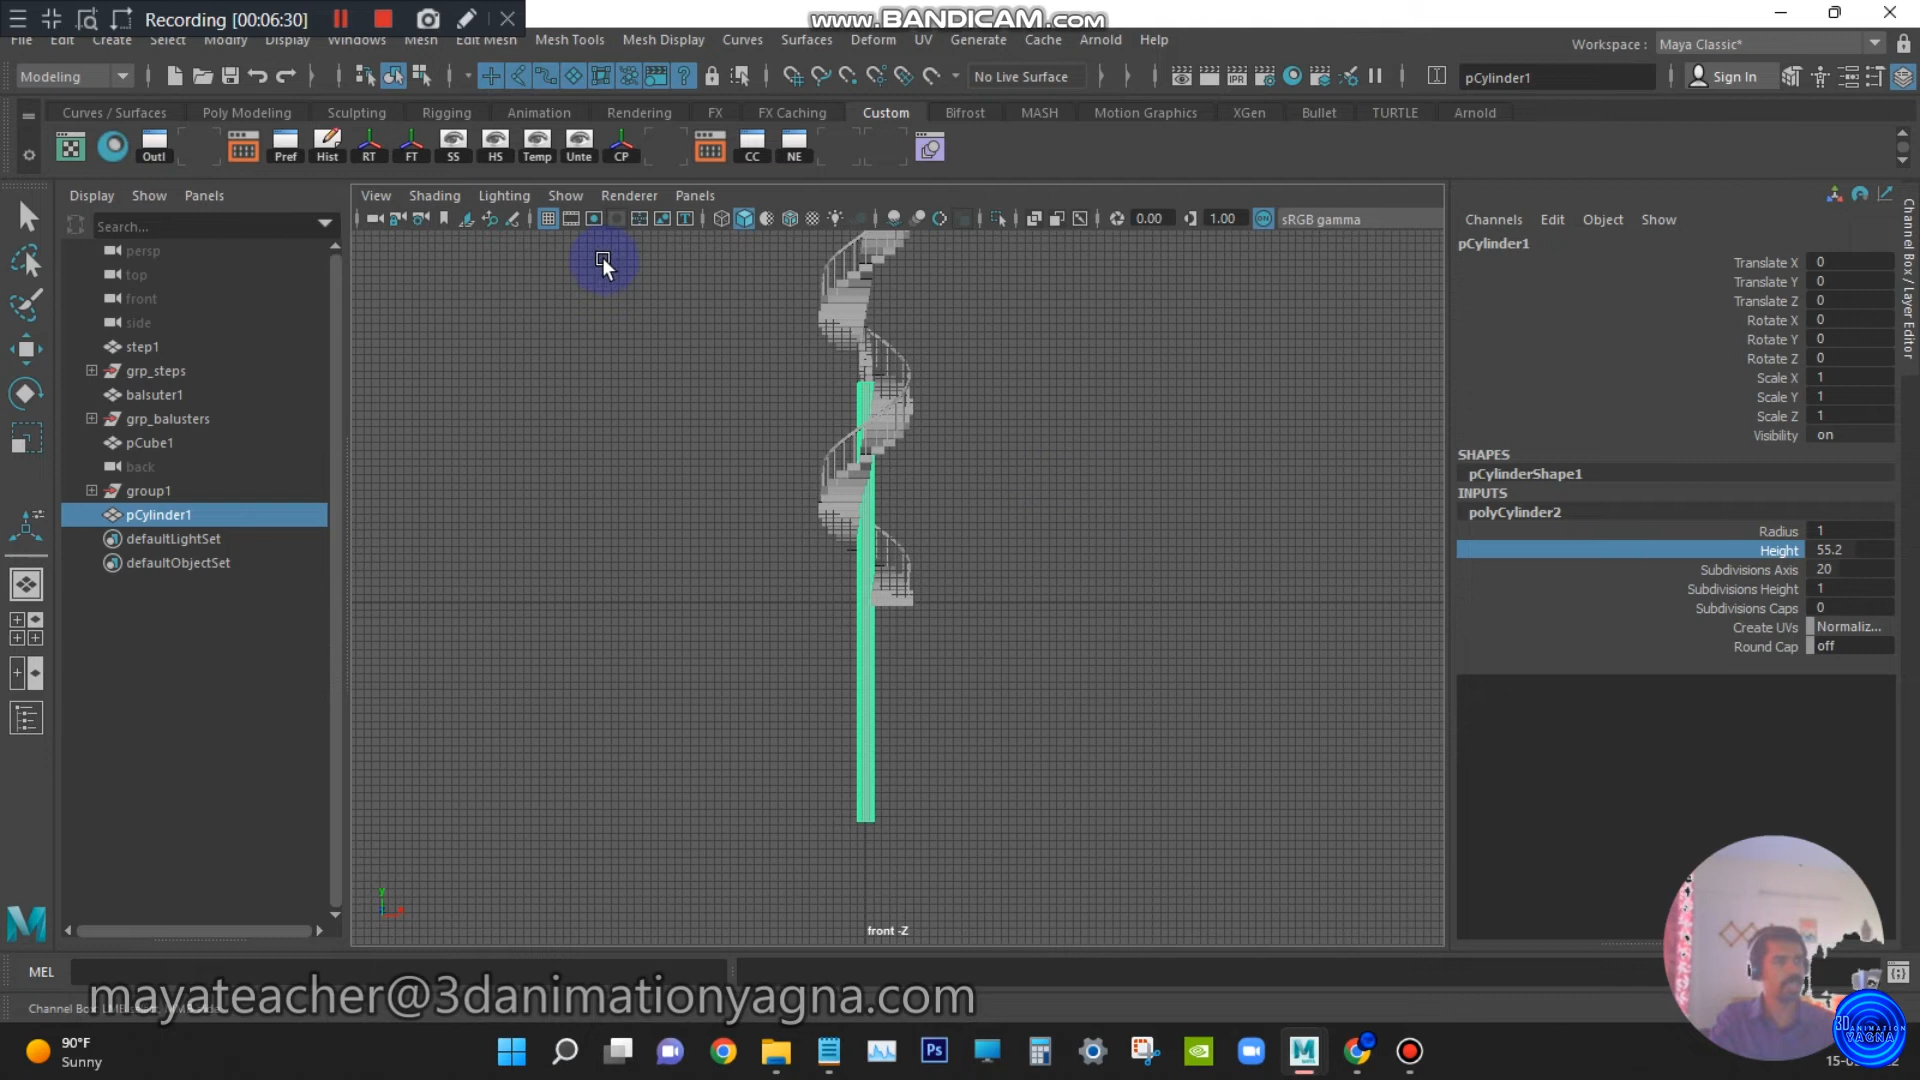 Recording [00:06:30]
www.BANDICAM.com
File Edit Create Select Modify Display Windows Mesh Edit Mesh Mesh Tools Mesh Display Curves Surfaces Deform UV Generate Cache Arnold Help
Workspace : Maya Classic*
Modeling
No Live Surface
pCylinder1
Sign In
Curves / Surfaces Poly Modeling Sculpting Rigging Animation Rendering FX FX Caching Custom Bifrost MASH Motion Graphics XGen Bullet TURTLE Arnold
Outl Pref Hist RT FT SS HS Temp Unte CP CC NE
IPR
Display Show Panels
Search...
persp
top
front
side
step1
grp_steps
balsuter1
grp_balusters
pCube1
back
group1
pCylinder1
defaultLightSet
defaultObjectSet
View Shading Lighting Show Renderer Panels
0.00 1.00 ON sRGB gamma
y
front -Z
Channels Edit Object Show
pCylinder1
Translate X 0
Translate Y 0
Translate Z 0
Rotate X 0
Rotate Y 0
Rotate Z 0
Scale X 1
Scale Y 1
Scale Z 1
Visibility on
SHAPES
pCylinderShape1
INPUTS
polyCylinder2
Radius 1
Height 55.2
Subdivisions Axis 20
Subdivisions Height 1
Subdivisions Caps 0
Create UVs Normaliz...
Round Cap off
Channel Box / Layer Editor
MEL
mayateacher@3danimationyagna.com
Channel Box:
3D ANIMATION
YAGNA
90°F
Sunny
Ps
M